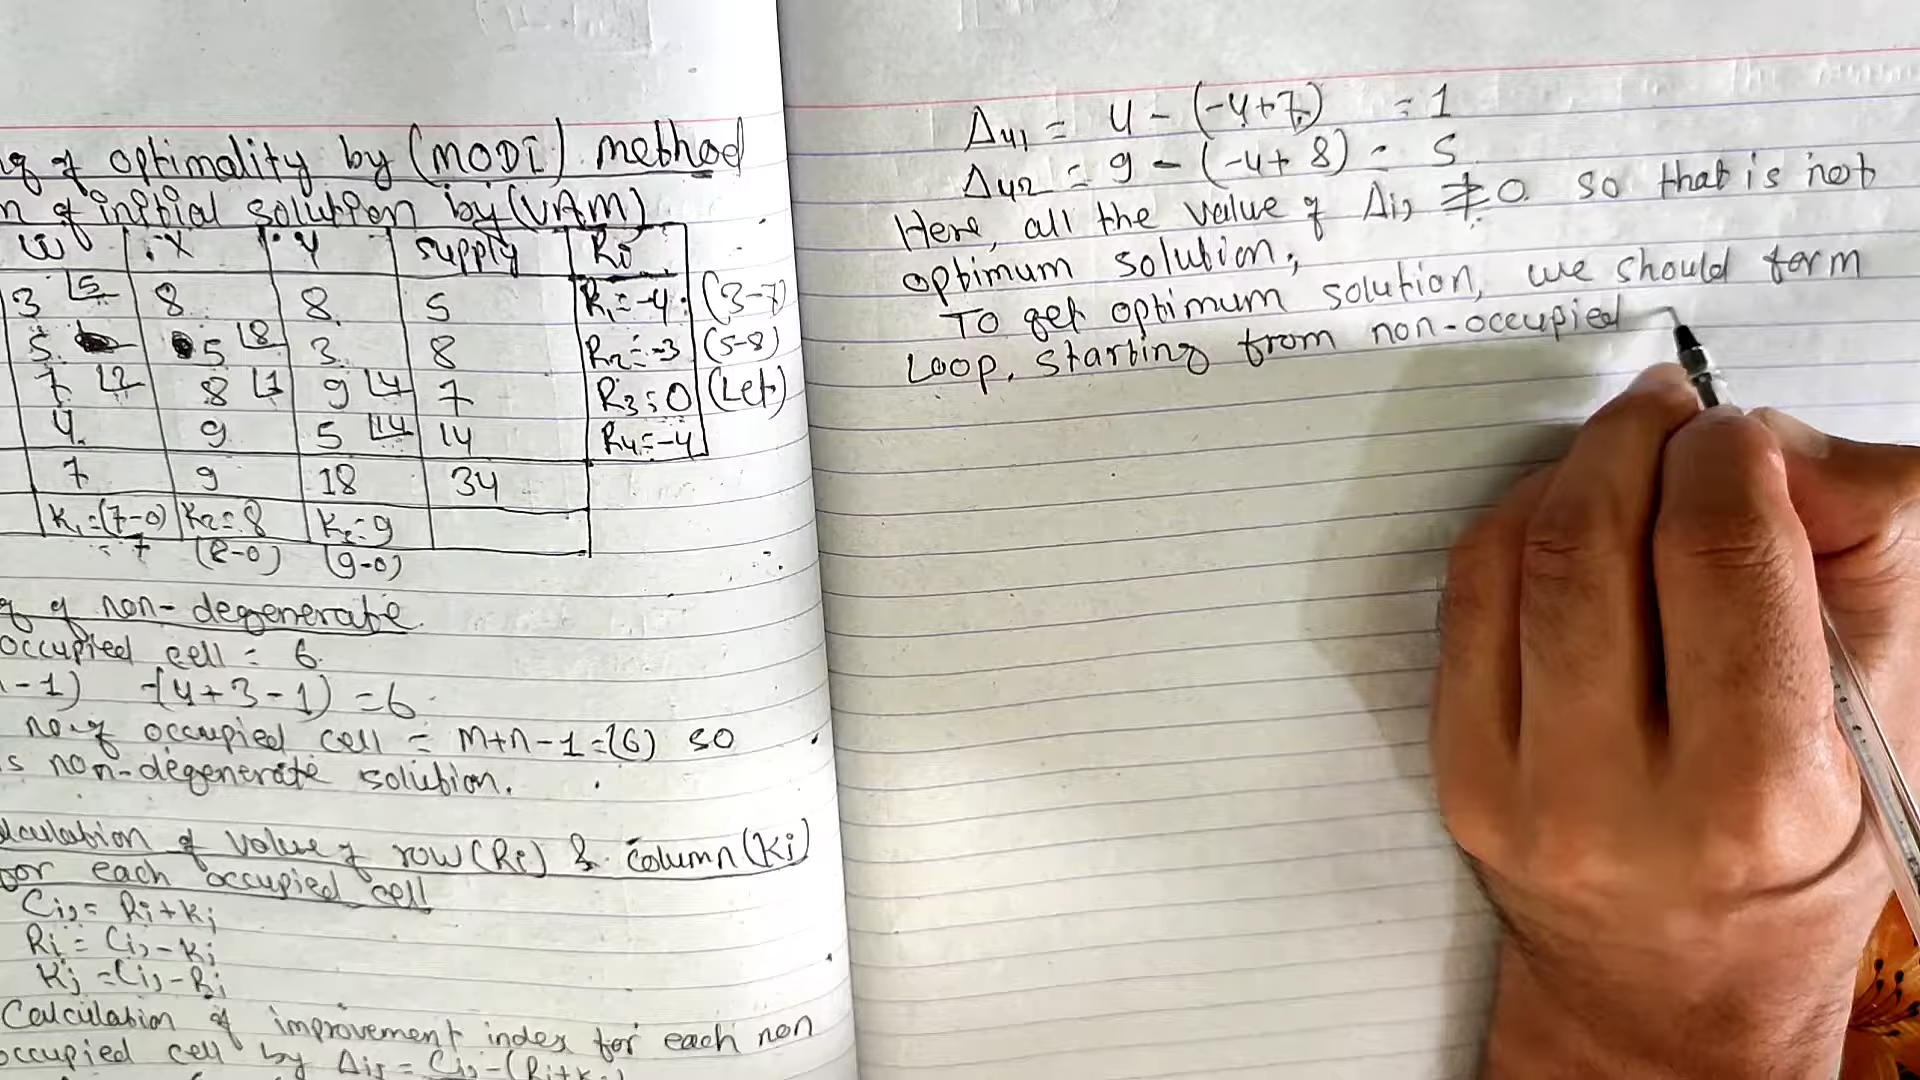 g of optimality by (MODI) method
n of initial solution by (VAM)
W X Y supply Ri
3 5 8 8 5 R1=-4 (3-7)
5 5 8 3 8 R2=-3 (5-8)
7 2 8 1 9 4 7 R3=0 (Let)
4 9 5 14 14 R4=-4
7 9 18 34
K1=(7-0) K2=8 K3=9
=7 (8-0) (9-0)
g of non-degenerate
occupied cell = 6
-1) (4+3-1) =6
no. of occupied cell = m+n-1=(6) so
s non-degenerate solution.
lculation of value of row(Ri) & column(Kj)
for each occupied cell
Cij= Ri+Kj
Ri = Cij-Kj
Kj =Cij-Ri
Calculation of improvement index for each non
occupied cell by Δij = Cij-(Ri+K
Δ41 = 4 - (-4+7) = 1
Δ42 = 9 - (-4+8) = 5
Here, all the value of Δij ≱ 0 so that is not
optimum solution,
To get optimum solution, we should form
Loop, starting from non-occupied